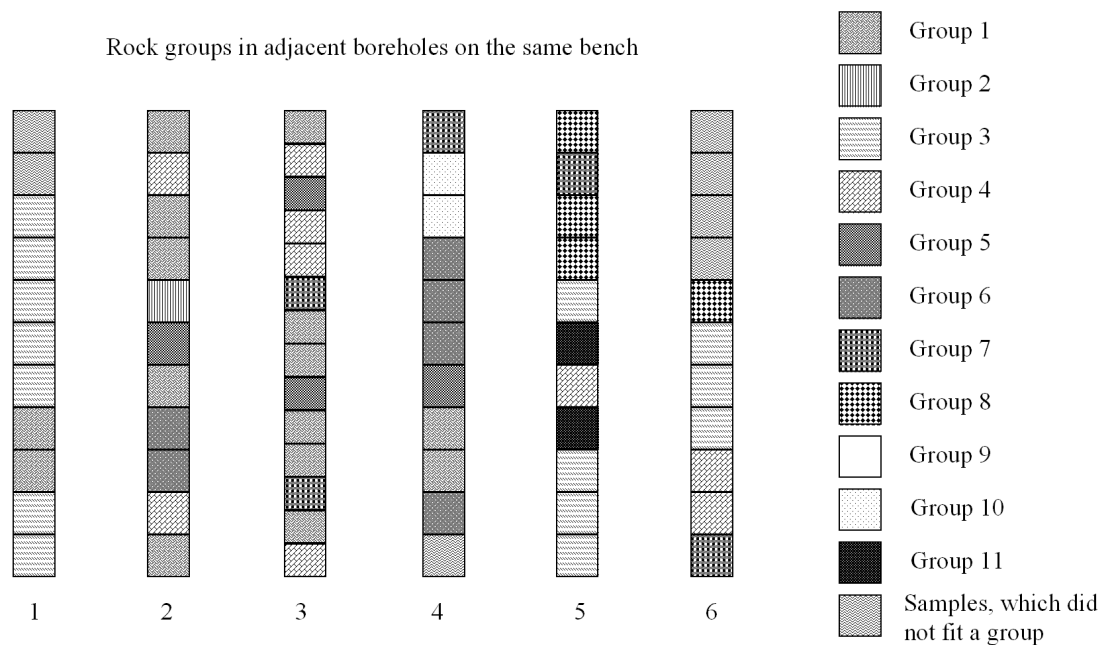 Rock groups in adjacent boreholes on the same bench
1
2
3
4
5
6
Group 1
Group 2
Group 3
Group 4
Group 5
Group 6
Group 7
Group 8
Group 9
Group 10
Group 11
Samples, which did
not fit a group